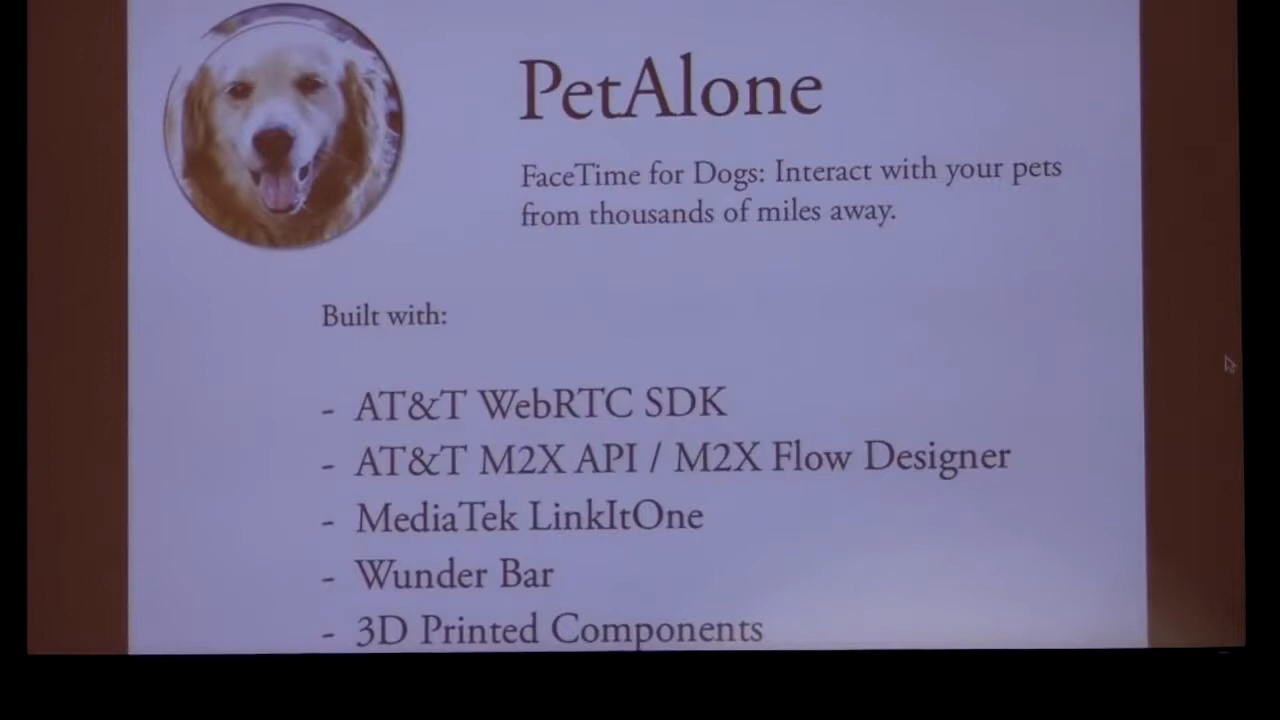 PetAlone
FaceTime for Dogs: Interact with your pets
from thousands of miles away.
Built with:
- AT&T WebRTC SDK
- AT&T M2X API / M2X Flow Designer
- MediaTek LinkItOne
- Wunder Bar
- 3D Printed Components